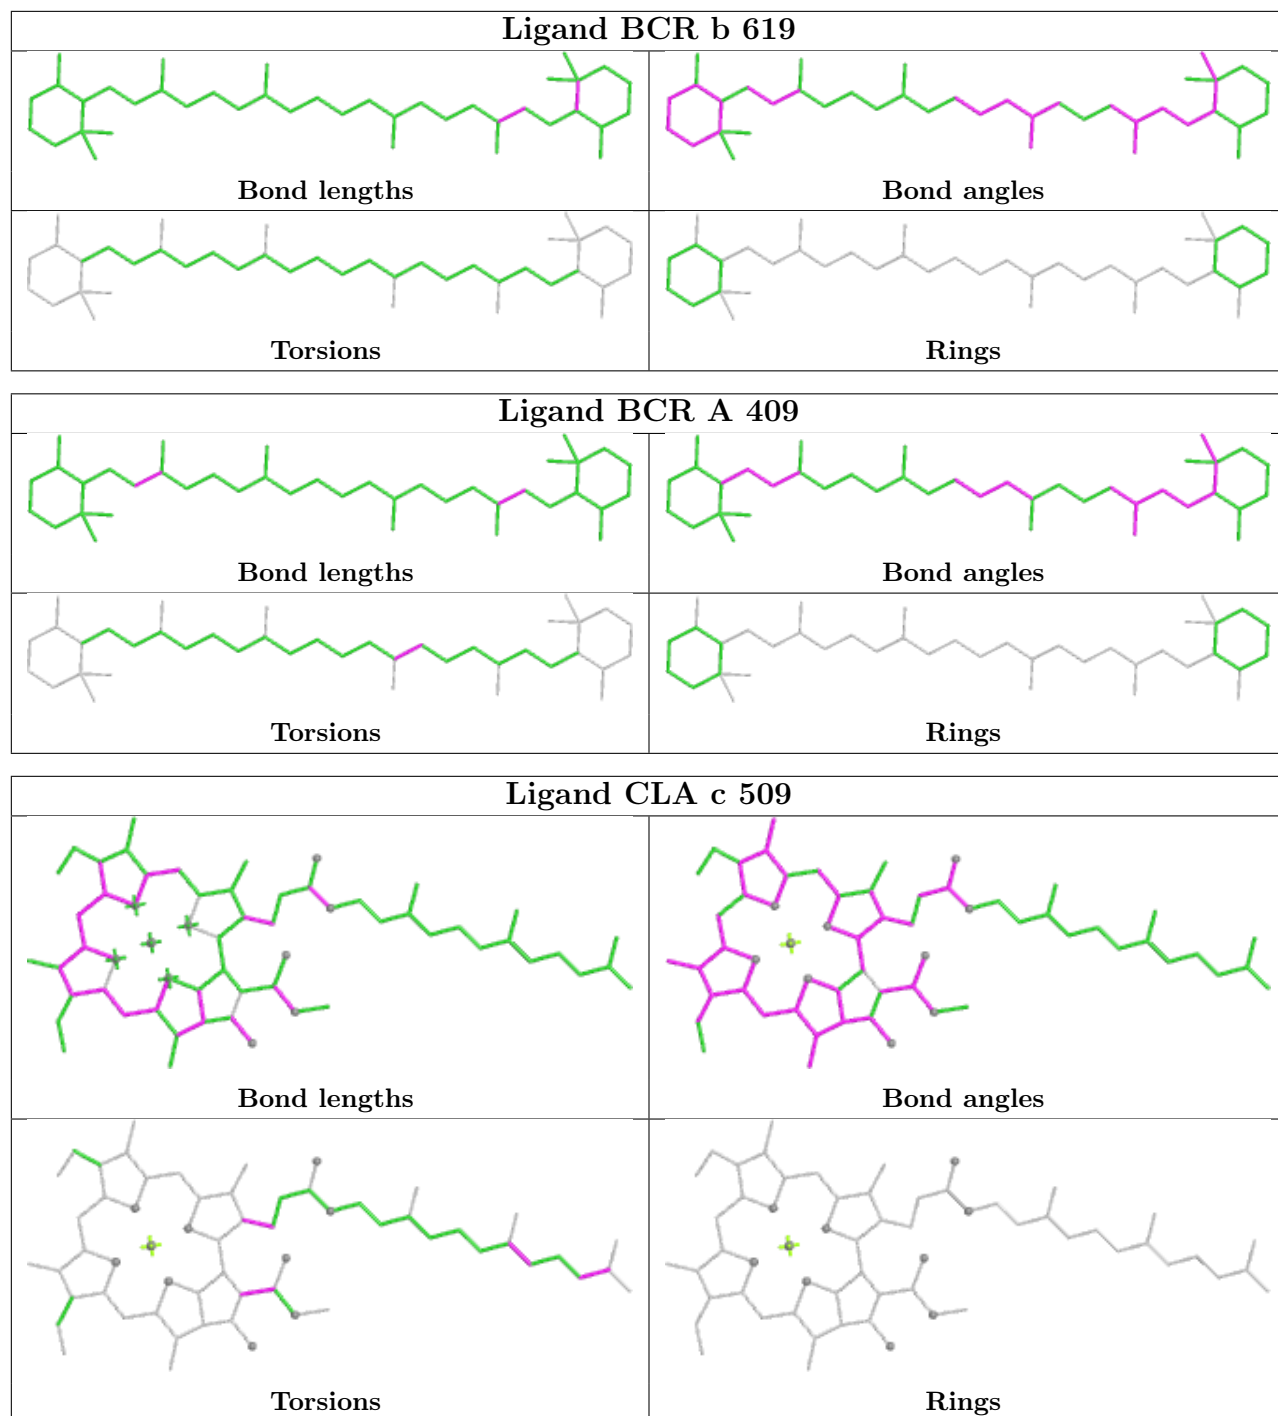 Ligand BCR b 619
Bond lengths
Bond angles
Torsions
Rings
Ligand BCR A 409
Bond lengths
Bond angles
Torsions
Rings
Ligand CLA c 509
Bond lengths
Bond angles
Torsions
Rings